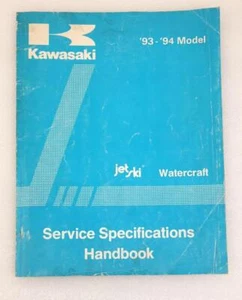 '93-'94 Model
Kawasaki
jet ski Watercraft
Service Specifications
Handbook